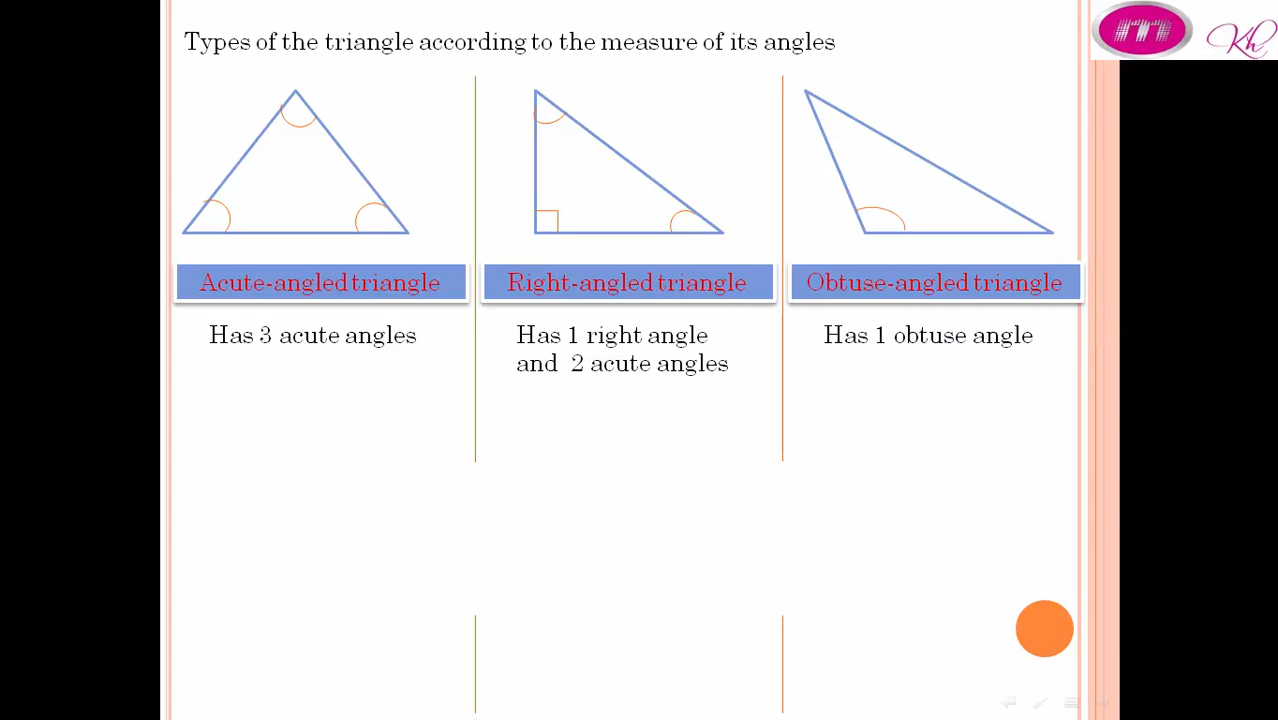 Types of the triangle according to the measure of its angles
m
Kh
Acute-angled triangle
Right-angled triangle
Obtuse-angled triangle
Has 3 acute angles
Has 1 right angle
and 2 acute angles
Has 1 obtuse angle